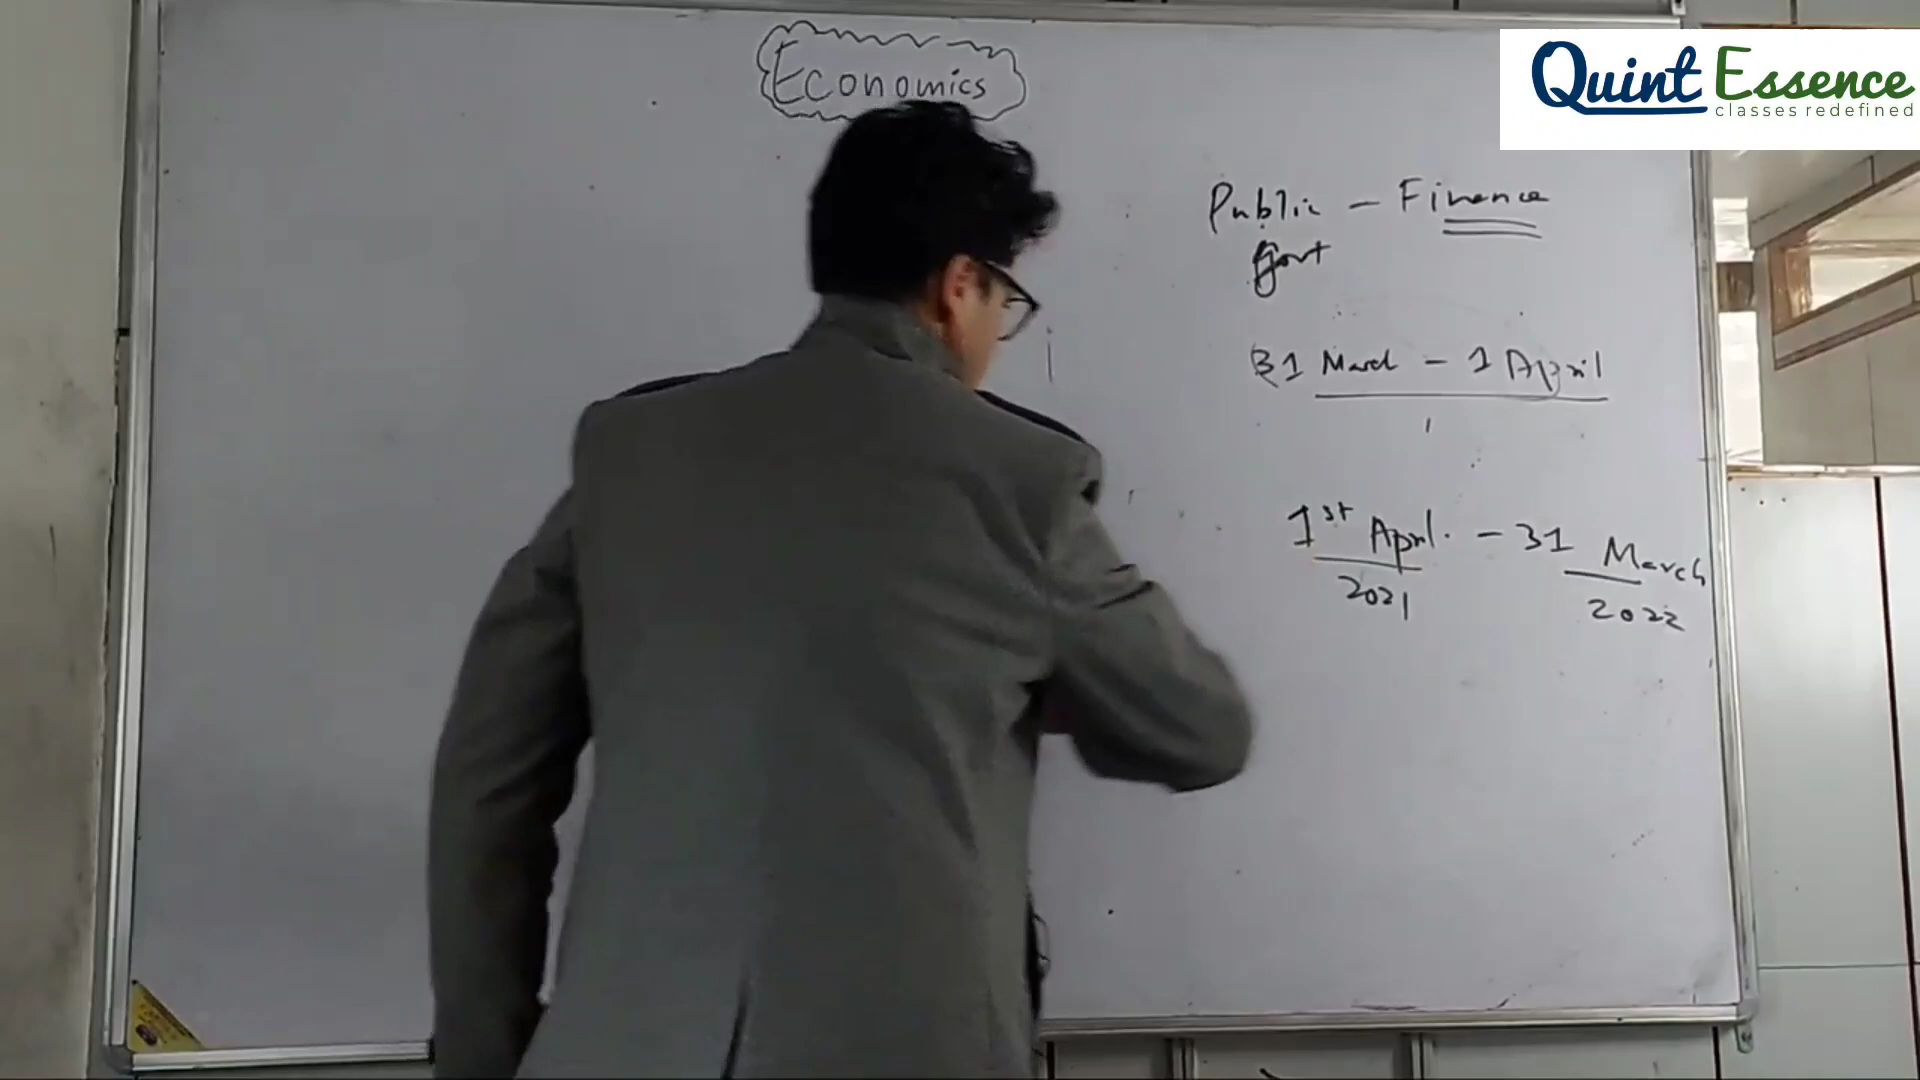 Economics
Quint Essence
classes redefined
Public - Finance
Govt
31 March - 1 April
1st April. - 31 March
2021 2022